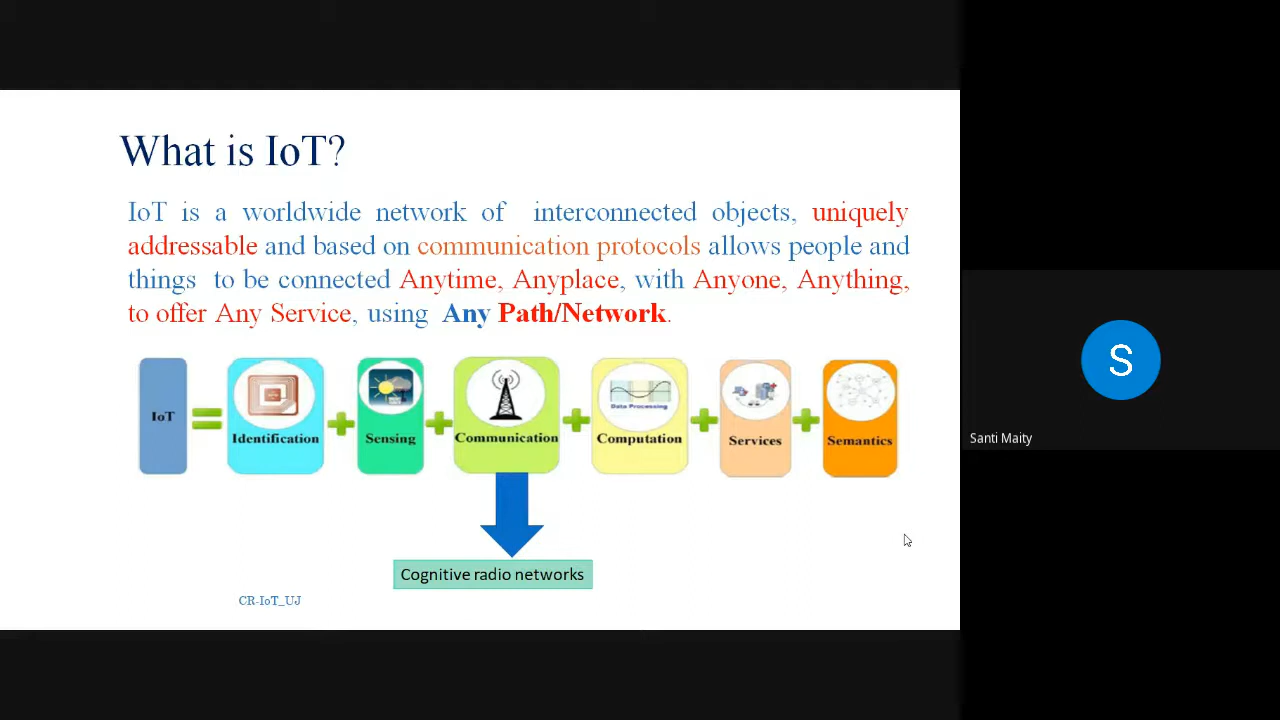 What is IoT?
IoT is a worldwide network of interconnected objects, uniquely
addressable and based on communication protocols allows people and
things to be connected Anytime, Anyplace, with Anyone, Anything,
to offer Any Service, using Any Path/Network.
IoT
Identification
Sensing
Communication
Data Processing
Computation
Services
Semantics
Cognitive radio networks
CR-IoT_UJ
S
Santi Maity